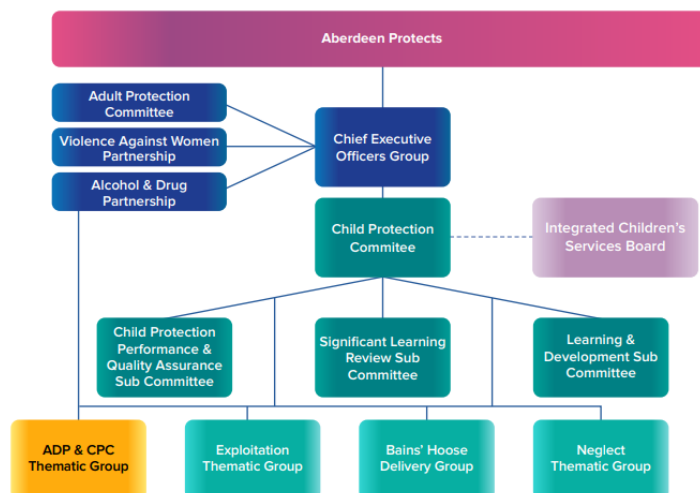 Aberdeen Protects
Adult Protection
Committee
Violence Against Women
Partnership
Alcohol & Drug
Partnership
Chief Executive
Officers Group
Child Protection
Commitee
Integrated Children's
Services Board
Child Protection
Performance &
Quality Assurance
Sub Committee
Significant Learning
Review Sub
Committee
Learning &
Development Sub
Committee
ADP & CPC
Thematic Group
Exploitation
Thematic Group
Bains' Hoose
Delivery Group
Neglect
Thematic Group